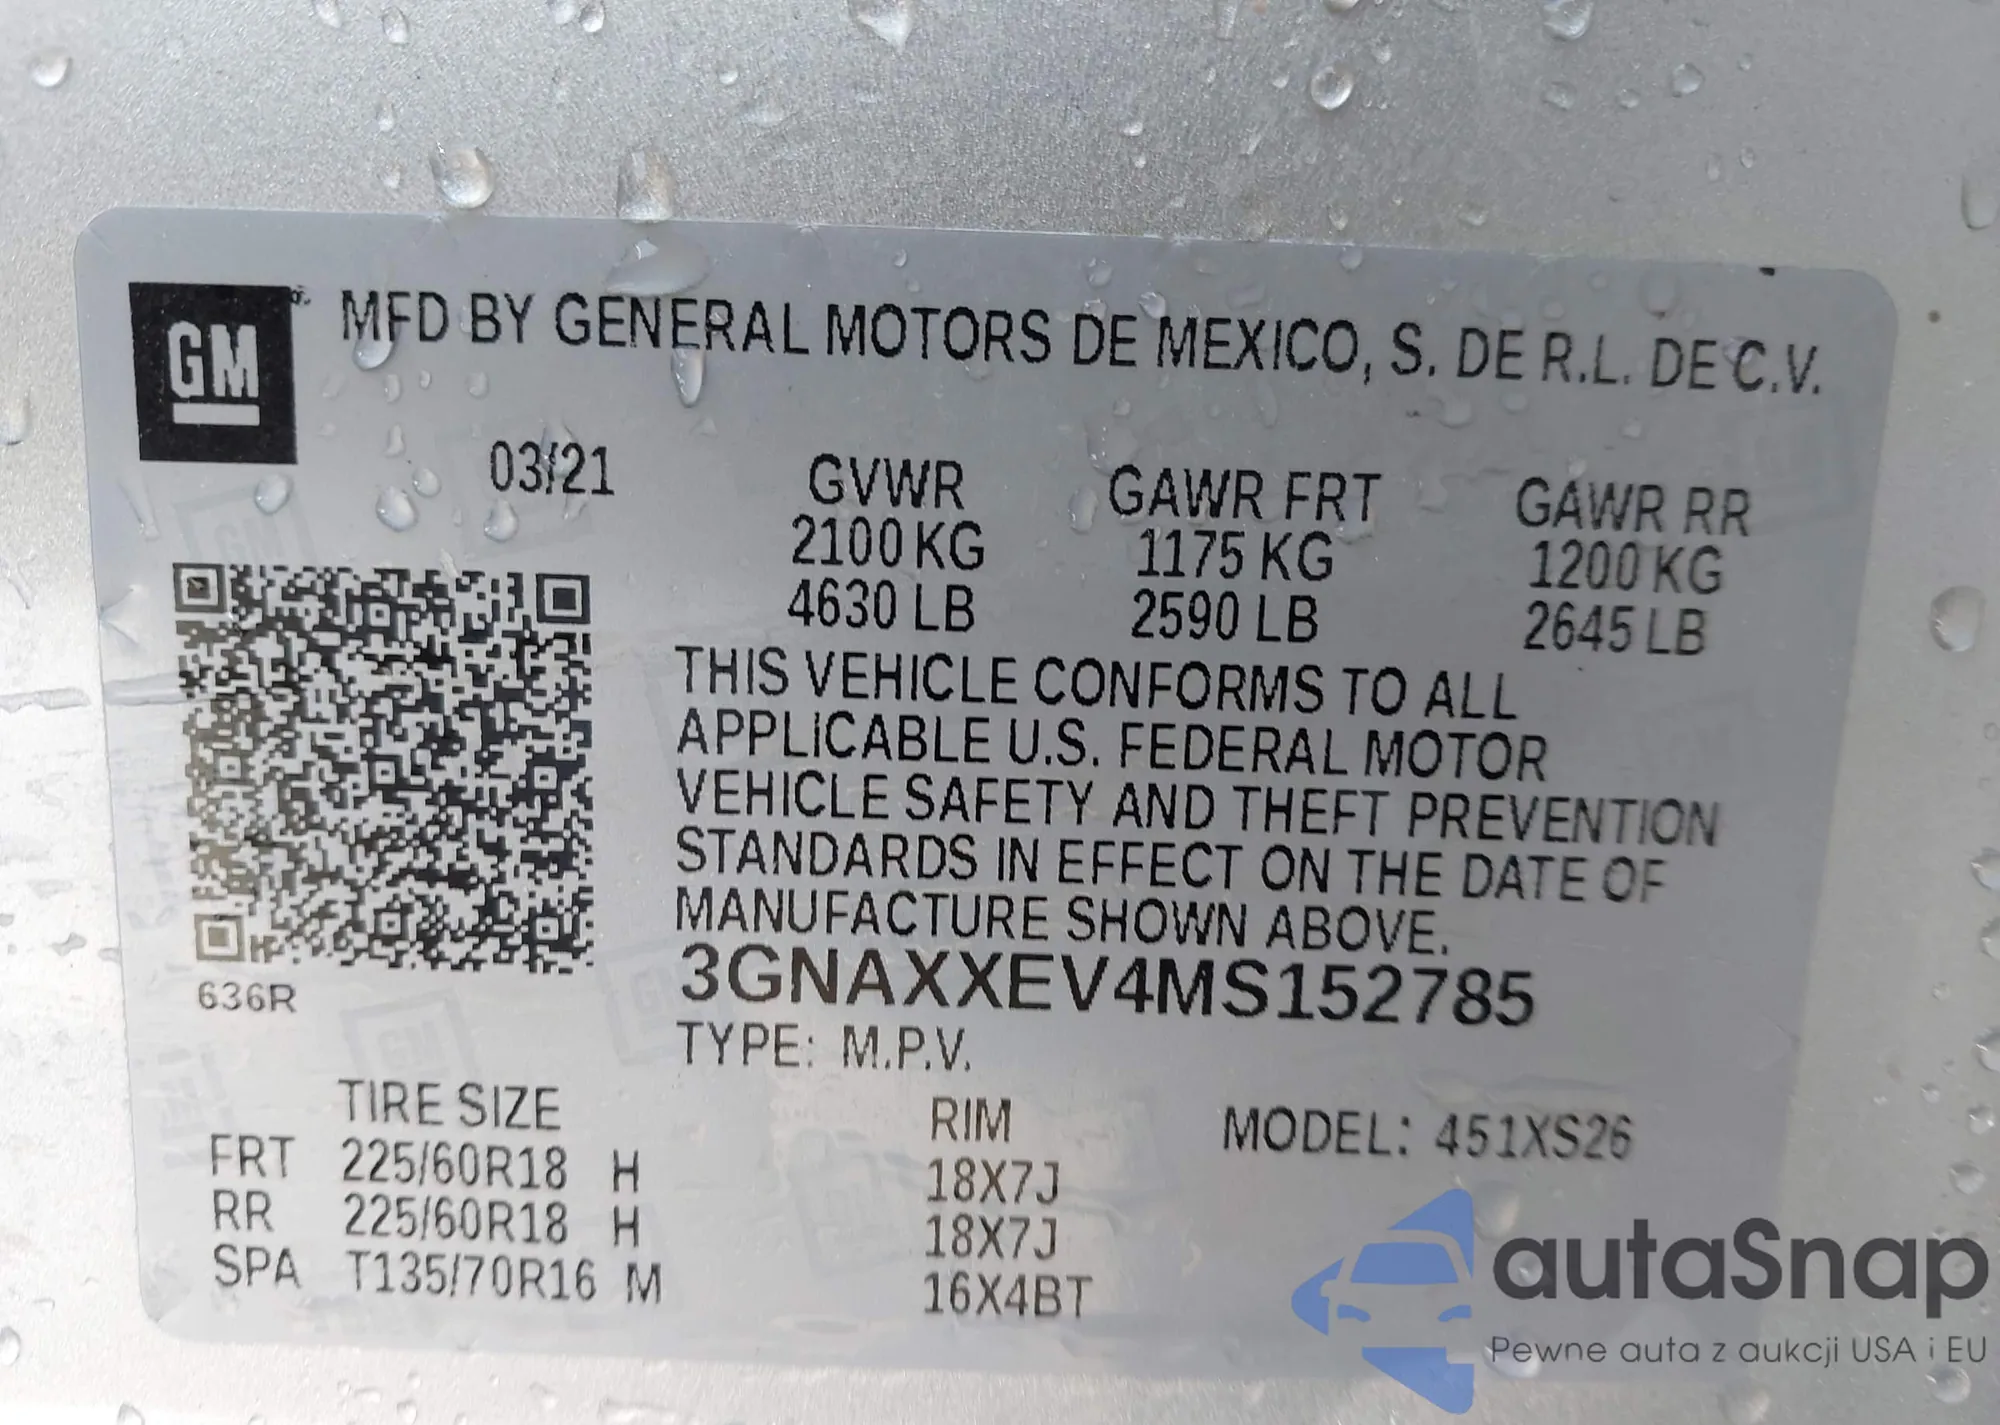 GM
MFD BY GENERAL MOTORS DE MEXICO, S. DE R.L. DE C.V.
03/21
GVWR GAWR FRT GAWR RR
2100 KG 1175 KG 1200 KG
4630 LB 2590 LB 2645 LB
THIS VEHICLE CONFORMS TO ALL
APPLICABLE U.S. FEDERAL MOTOR
VEHICLE SAFETY AND THEFT PREVENTION
STANDARDS IN EFFECT ON THE DATE OF
MANUFACTURE SHOWN ABOVE.
636R
3GNAXXEV4MS152785
TYPE: M.P.V.
TIRE SIZE RIM MODEL: 451XS26
FRT 225/60R18 H 18X7J
RR 225/60R18 H 18X7J
SPA T135/70R16 M 16X4BT
autaSnap
Pewne auta z aukcji USA i EU